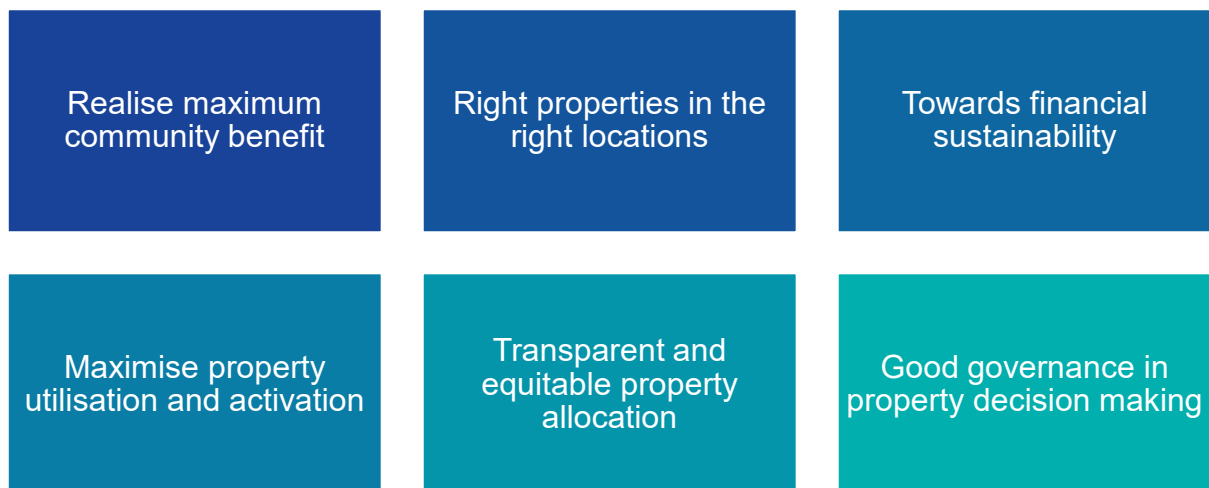 Realise maximum
community benefit
Right properties in the
right locations
Towards financial
sustainability
Maximise property
utilisation and activation
Transparent and
equitable property
allocation
Good governance in
property decision making